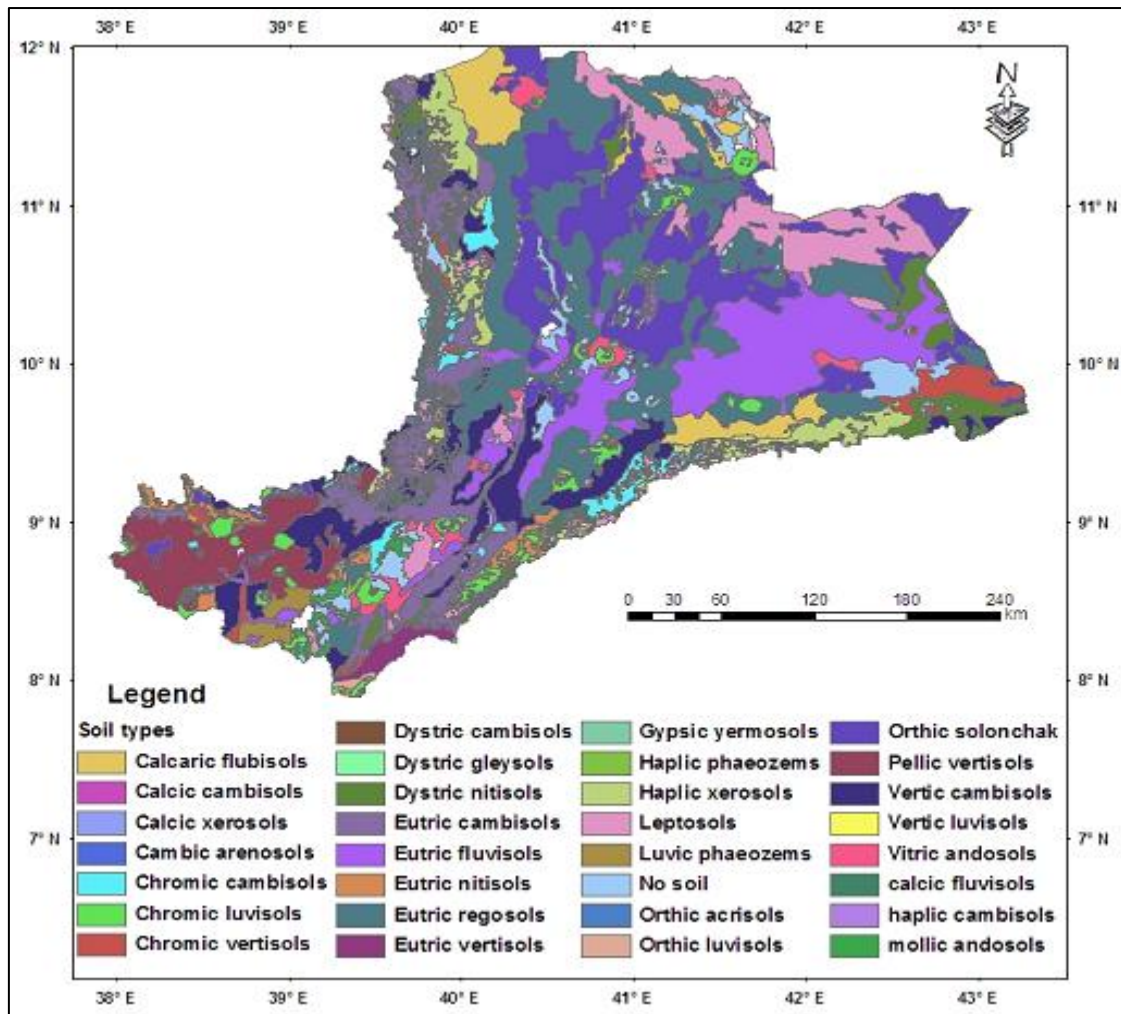 38° E 39° E 40° E 41° E 42° E 43° E
12° N
N
11° N 11° N
10° N 10° N
9° N 9° N
0 15 30 60 120 180 240
km
8° N 8° N
7° N 7° N
Legend
Soil types
Calcaric flubisols
Calcic cambisols
Calcic xerosols
Cambic arenosols
Chromic cambisols
Chromic luvisols
Chromic vertisols
Dystric cambisols
Dystric gleysols
Dystric nitisols
Eutric cambisols
Eutric fluvisols
Eutric nitisols
Eutric regosols
Eutric vertisols
Gypsic yermosols
Haplic phaeozems
Haplic xerosols
Leptosols
Luvic phaeozems
No soil
Orthic acrisols
Orthic luvisols
Orthic solonchak
Pellic vertisols
Vertic cambisols
Vertic luvisols
Vitric andosols
calcic fluvisols
haplic cambisols
mollic andosols
38° E 39° E 40° E 41° E 42° E 43° E